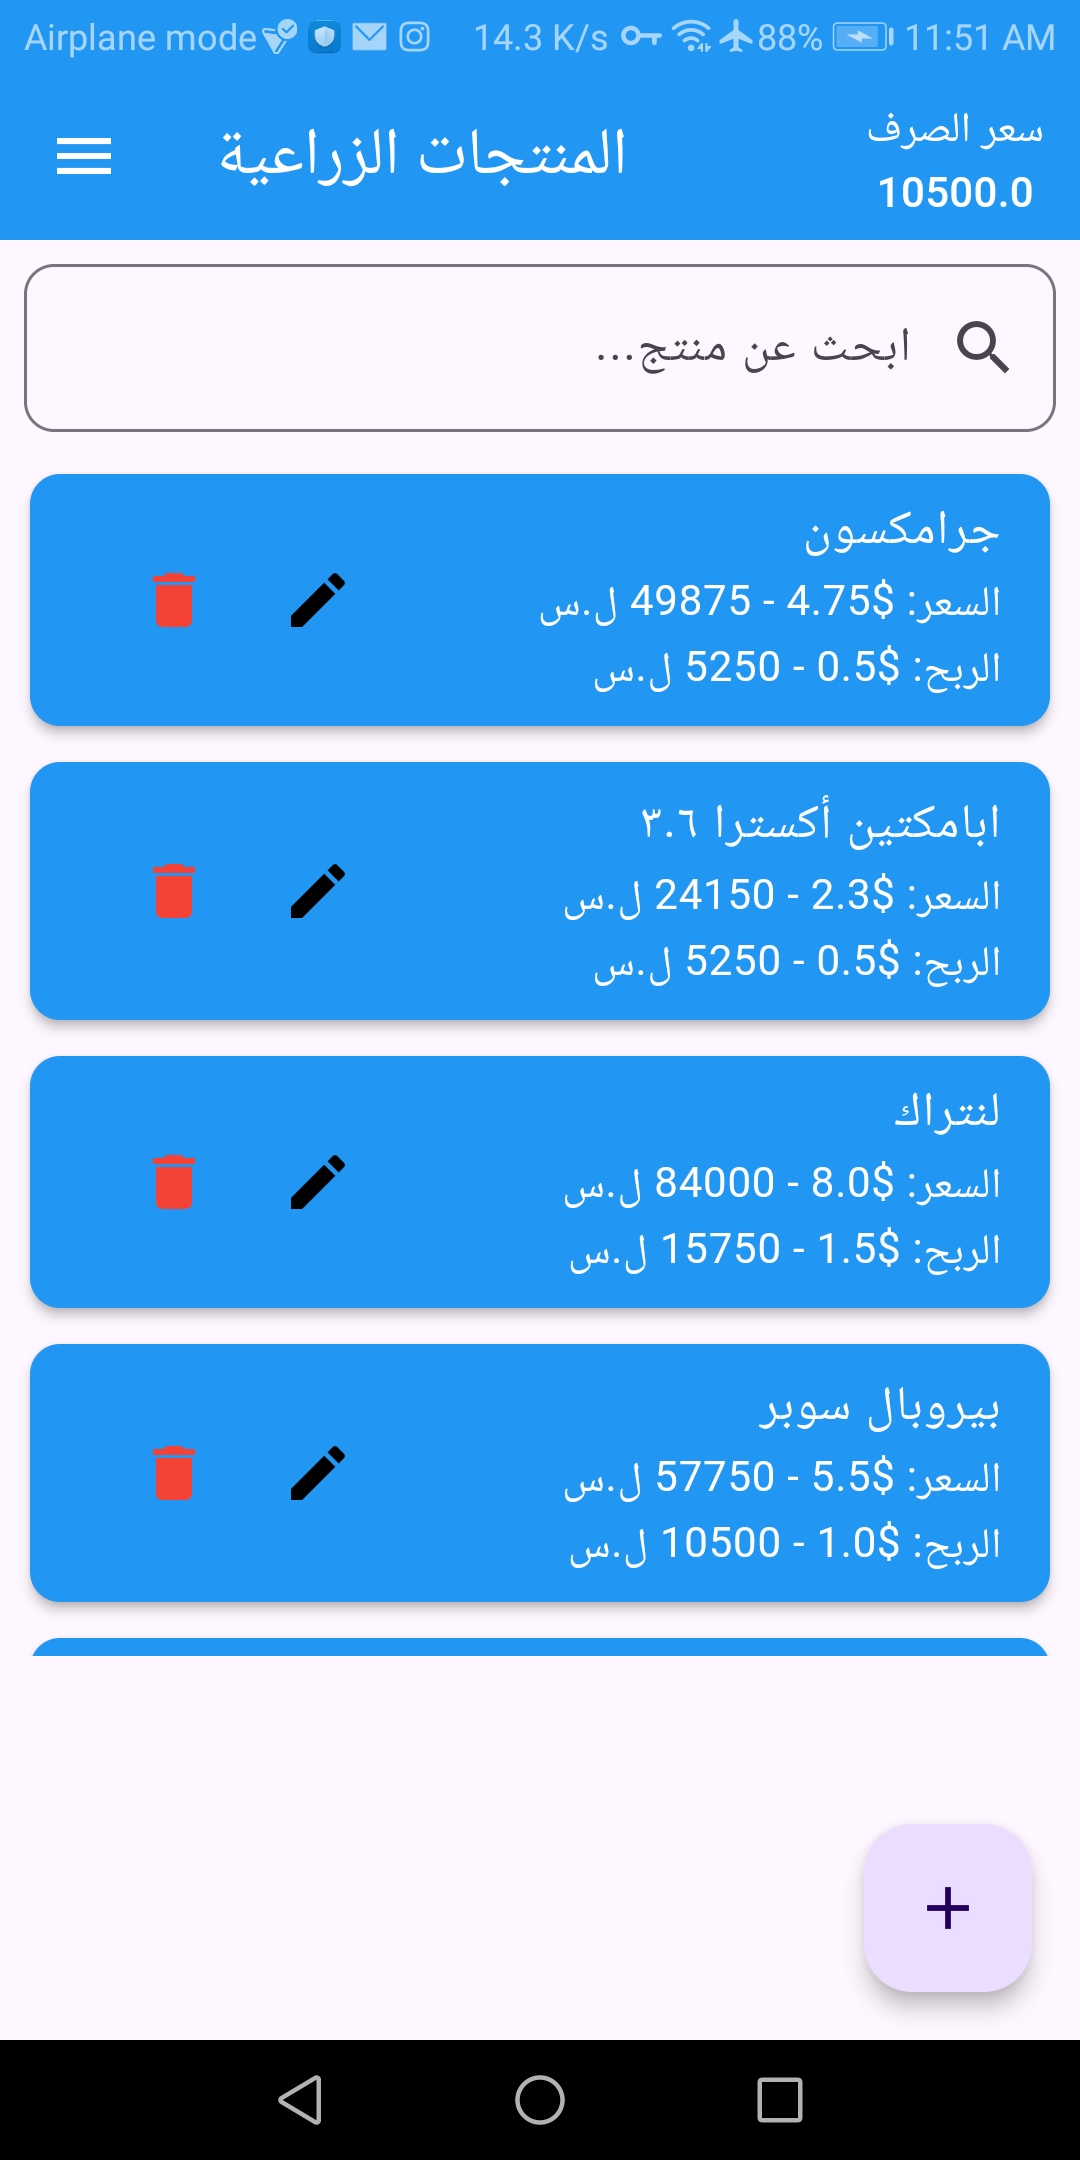 Airplane mode 14.3 K/s 88% 11:51 AM
المنتجات الزراعية
سعر الصرف
10500.0
ابحث عن منتج...
جرامكسون
السعر: $4.75 - 49875 ل.س
الربح: $0.5 - 5250 ل.س
ابامكتين أكسترا ٣.٦
السعر: $2.3 - 24150 ل.س
الربح: $0.5 - 5250 ل.س
لنتراك
السعر: $8.0 - 84000 ل.س
الربح: $1.5 - 15750 ل.س
بيروبال سوبر
السعر: $5.5 - 57750 ل.س
الربح: $1.0 - 10500 ل.س